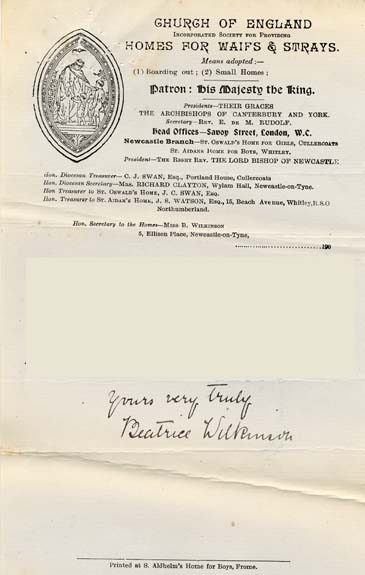 CHURCH OF ENGLAND
INCORPORATED SOCIETY FOR PROVIDING
HOMES FOR WAIFS & STRAYS.
Means adopted:—
(1) Boarding out; (2) Small Homes;
Patron: His Majesty the King.
Presidents—THEIR GRACES
THE ARCHBISHOPS OF CANTERBURY AND YORK.
Secretary—REV. E. DE M. RUDOLF.
Head Offices—Savoy Street, London, W.C.
Newcastle Branch—ST. OSWALD'S HOME FOR GIRLS, CULLERCOATS
ST. AIDANS HOME FOR BOYS, WHITLEY.
President—THE RIGHT REV. THE LORD BISHOP OF NEWCASTLE
Hon. Diocesan Treasurer—C. J. SWAN, Esq., Portland House, Cullercoats
Hon. Diocesan Secretary—MRS. RICHARD CLAYTON, Wylam Hall, Newcastle-on-Tyne.
Hon Treasurer to ST. OSWALD'S HOME, J. C. SWAN, Esq.
Hon. Treasurer to ST. AIDAN'S HOME, J. S. WATSON, Esq., 15, Beach Avenue, Whitley, R.S.O
Northumberland.
Hon. Secretary to the Homes—MISS B. WILKINSON
5, Ellison Place, Newcastle-on-Tyne,
190
Yours very truly
Beatrice Wilkinson
Printed at S. Aldhelm's Home for Boys, Frome.